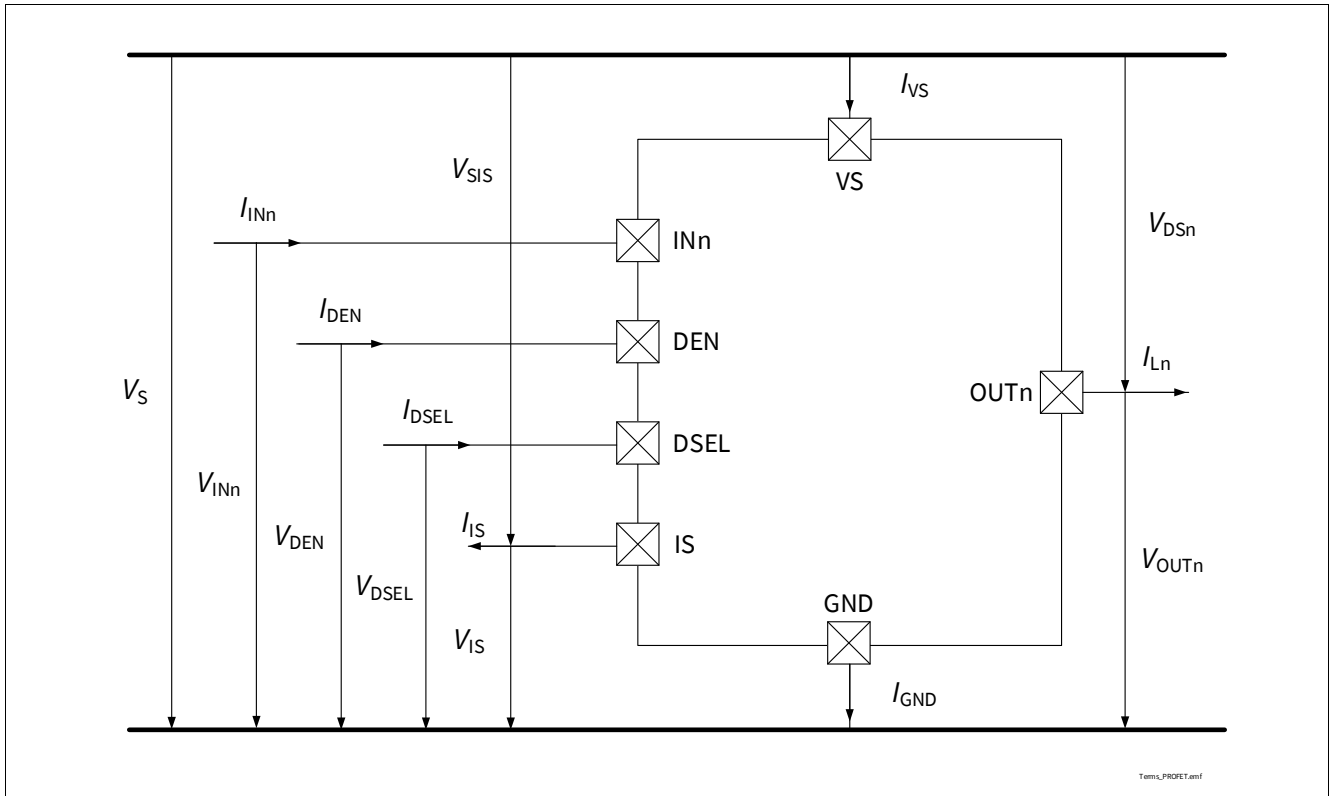 I_VS
VS
V_SIS
I_INn
INn
V_DSn
I_DEN
DEN
V_S
I_DSEL
DSEL
OUTn
I_Ln
V_INn
V_DEN
I_IS
IS
V_DSEL
V_IS
V_OUTn
GND
I_GND
Terms_PROFET.emf